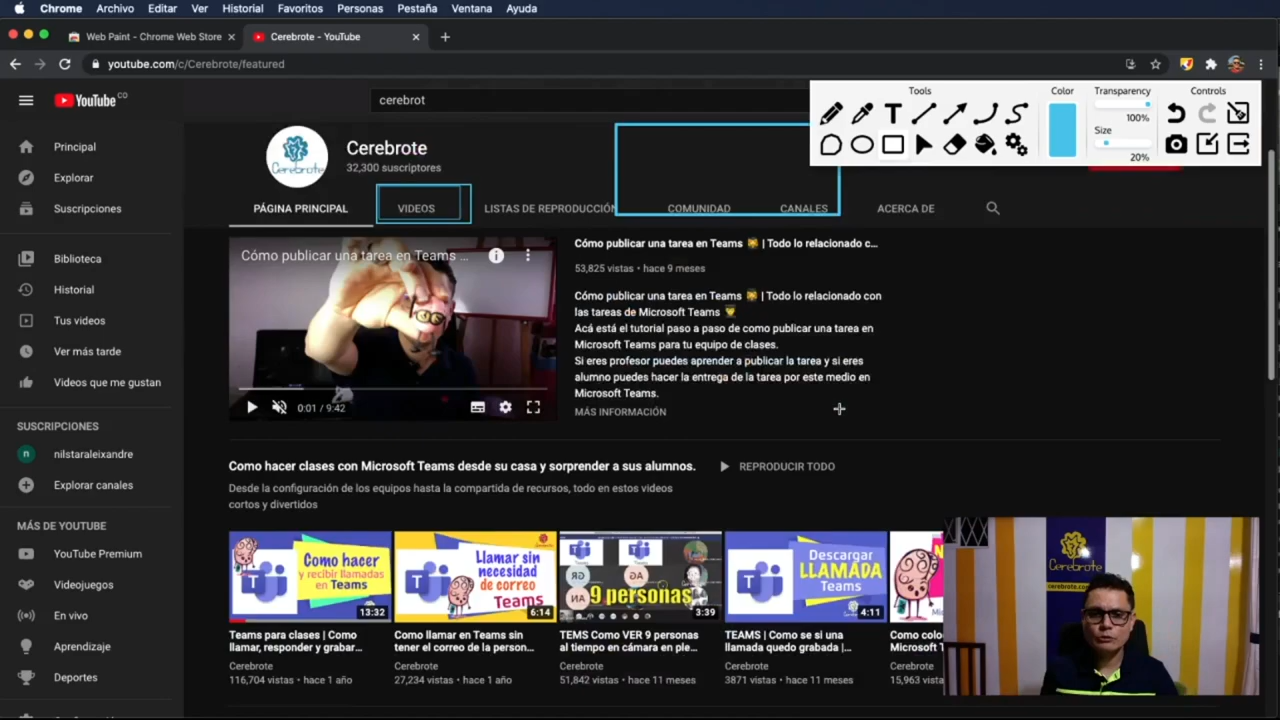 Chrome Archivo Editar Ver Historial Favoritos Personas Pestaña Ventana Ayuda
Web Paint - Chrome Web Store
Cerebrote - YouTube
youtube.com/c/Cerebrote/featured
YouTube CO
cerebrot
Tools
Color
Transparency
100%
Size
20%
Controls
Principal
Explorar
Suscripciones
Biblioteca
Historial
Tus videos
Ver más tarde
Videos que me gustan
SUSCRIPCIONES
nilstaraleixandre
Explorar canales
MÁS DE YOUTUBE
YouTube Premium
Videojuegos
En vivo
Aprendizaje
Deportes
Cerebrote
Cerebrote
32,300 suscriptores
PÁGINA PRINCIPAL VIDEOS LISTAS DE REPRODUCCIÓN COMUNIDAD CANALES ACERCA DE
Cómo publicar una tarea en Teams ...
0:01 / 9:42
Cómo publicar una tarea en Teams 🦁 | Todo lo relacionado c...
53,825 vistas • hace 9 meses
Cómo publicar una tarea en Teams 🦁 | Todo lo relacionado con
las tareas de Microsoft Teams
Acá está el tutorial paso a paso de como publicar una tarea en
Microsoft Teams para tu equipo de clases.
Si eres profesor puedes aprender a publicar la tarea y si eres
alumno puedes hacer la entrega de la tarea por este medio en
Microsoft Teams.
MÁS INFORMACIÓN
Como hacer clases con Microsoft Teams desde su casa y sorprender a sus alumnos.
REPRODUCIR TODO
Desde la configuración de los equipos hasta la compartida de recursos, todo en estos videos
cortos y divertidos
Como hacer
y recibir llamadas
en Teams
13:32
Teams para clases | Como
llamar, responder y grabar...
Cerebrote
116,704 vistas • hace 1 año
Llamar sin
necesidad
de correo
Teams
6:14
Como llamar en Teams sin
tener el correo de la person...
Cerebrote
27,234 vistas • hace 1 año
GR
AG
AN
9 personas
3:39
TEMS Como VER 9 personas
al tiempo en cámara en ple...
Cerebrote
51,842 vistas • hace 11 meses
Descargar
LLAMADA
Teams
4:11
TEAMS | Como se si una
llamada quedo grabada |...
Cerebrote
3871 vistas • hace 11 meses
Como colo
Microsoft T
Cerebrote
15,963 vist
Cerebrote